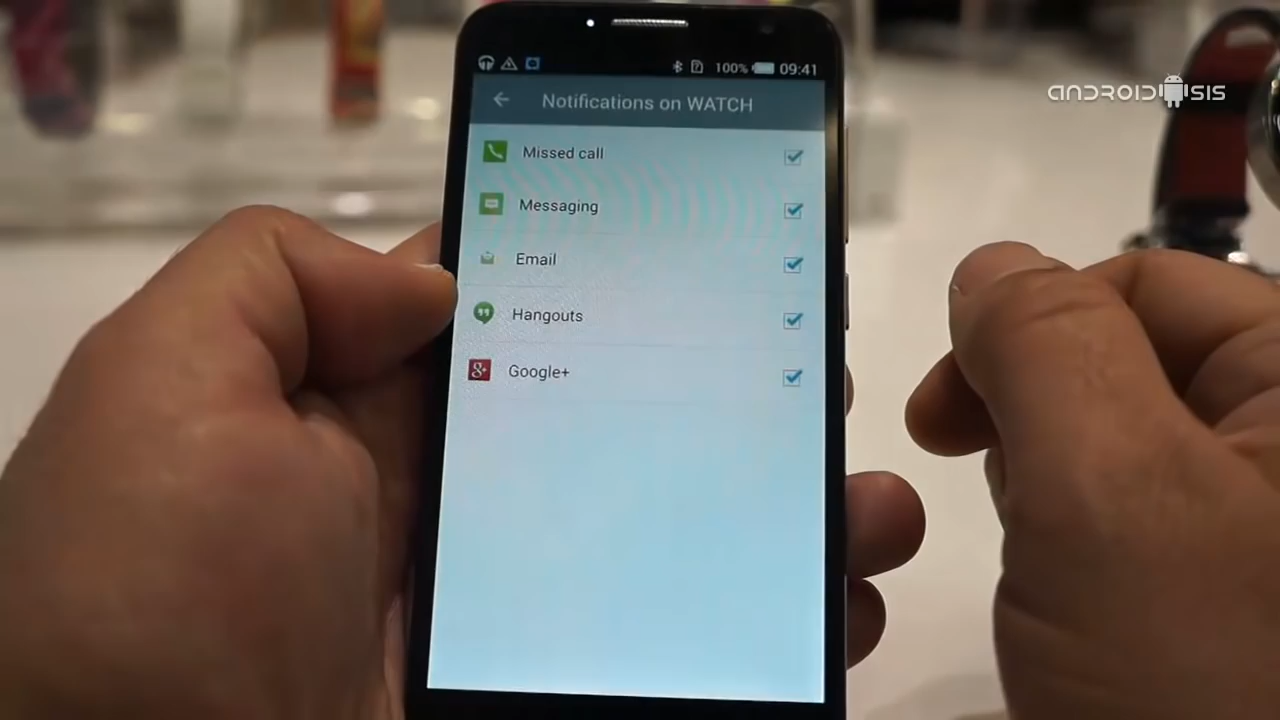 100% 09:41
Notifications on WATCH
Missed call
Messaging
Email
Hangouts
Google+
ANDROIDSIS